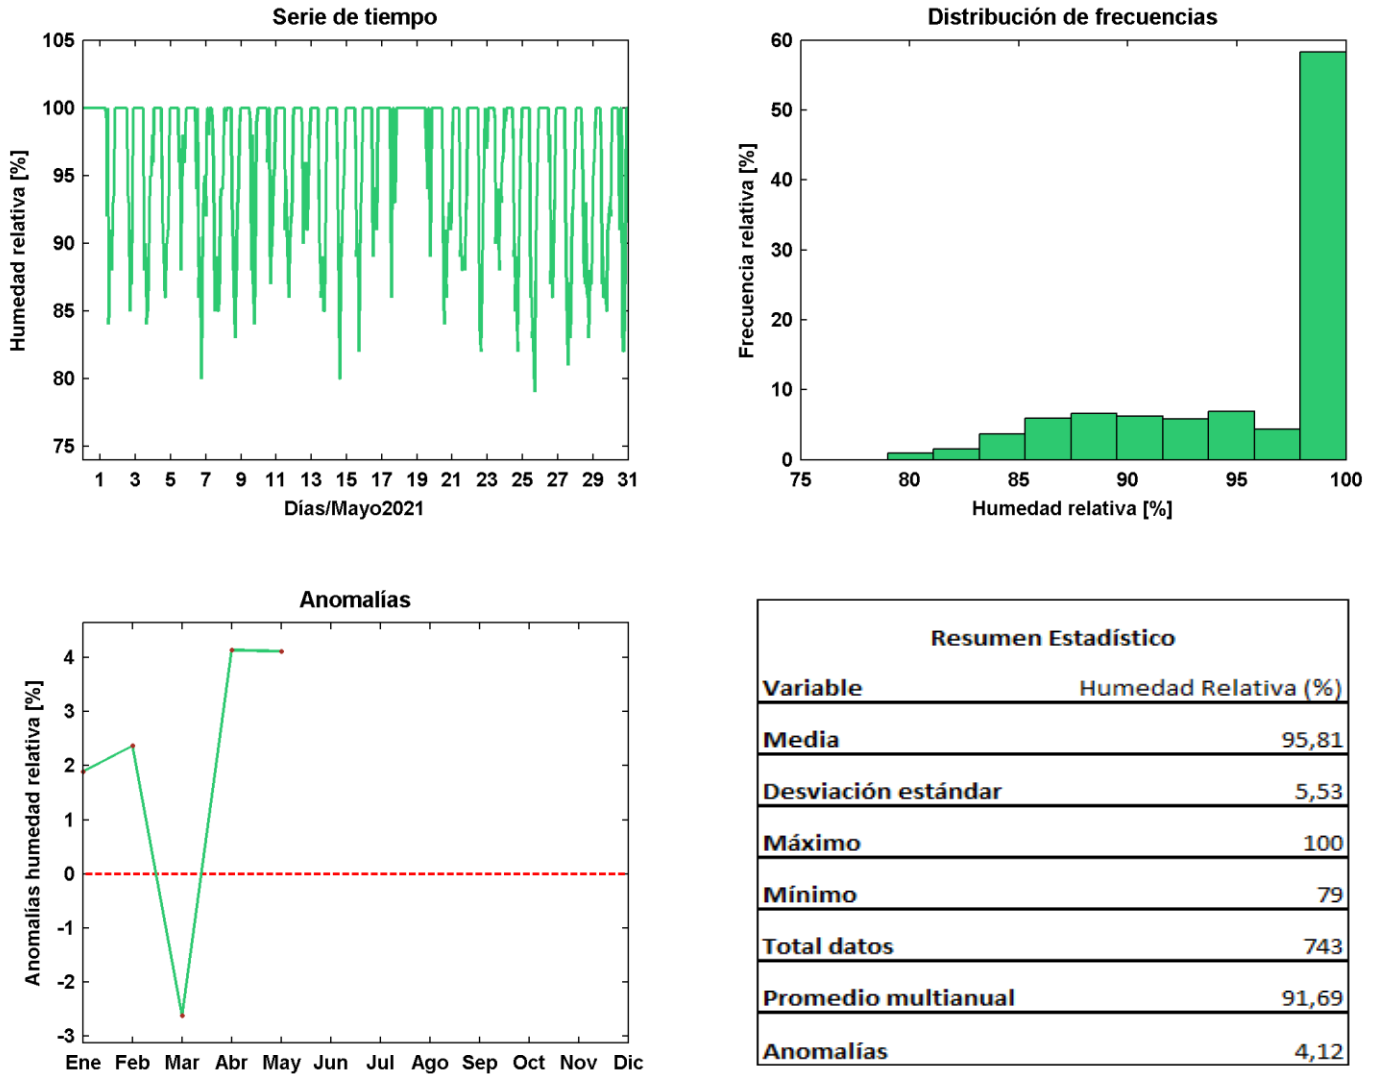 Serie de tiempo
105
100
95
90
85
80
75
Humedad relativa [%]
1 3 5 7 9 11 13 15 17 19 21 23 25 27 29 31
Días/Mayo2021
Distribución de frecuencias
60
50
40
30
20
10
0
Frecuencia relativa [%]
75 80 85 90 95 100
Humedad relativa [%]
Anomalías
4
3
2
1
0
-1
-2
-3
Anomalías humedad relativa [%]
Ene Feb Mar Abr May Jun Jul Ago Sep Oct Nov Dic
Resumen Estadístico
Variable Humedad Relativa (%)
Media 95,81
Desviación estándar 5,53
Máximo 100
Mínimo 79
Total datos 743
Promedio multianual 91,69
Anomalías 4,12